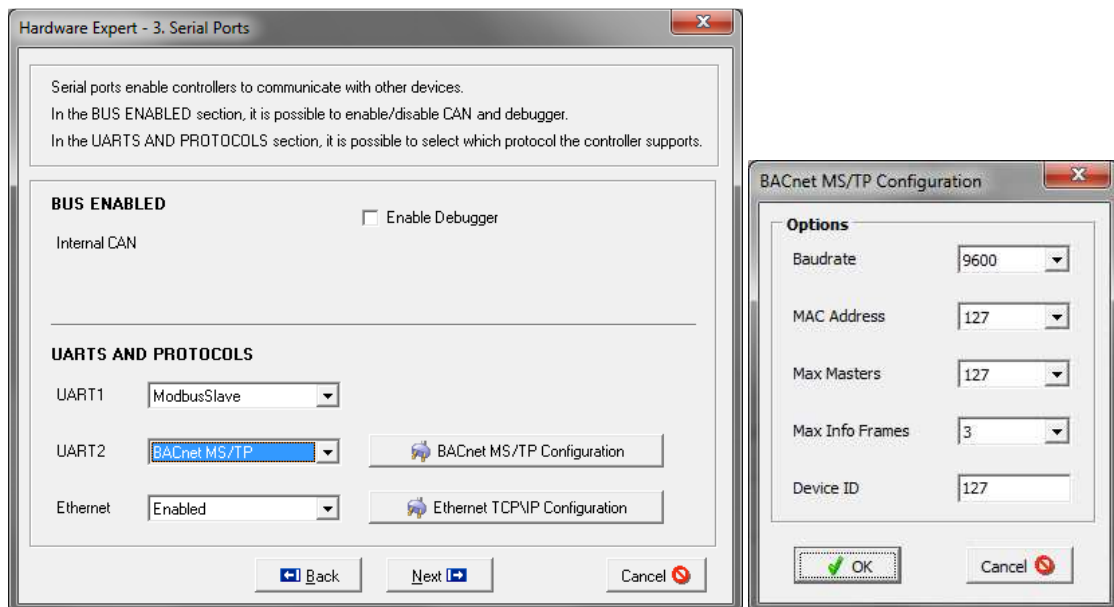 Hardware Expert - 3. Serial Ports
Serial ports enable controllers to communicate with other devices.
In the BUS ENABLED section, it is possible to enable/disable CAN and debugger.
In the UARTS AND PROTOCOLS section, it is possible to select which protocol the controller supports.
BUS ENABLED
Enable Debugger
Internal CAN
UARTS AND PROTOCOLS
UART1 ModbusSlave
UART2 BACnet MS/TP BACnet MS/TP Configuration
Ethernet Enabled Ethernet TCP\IP Configuration
Back Next Cancel
BACnet MS/TP Configuration
Options
Baudrate 9600
MAC Address 127
Max Masters 127
Max Info Frames 3
Device ID 127
OK Cancel